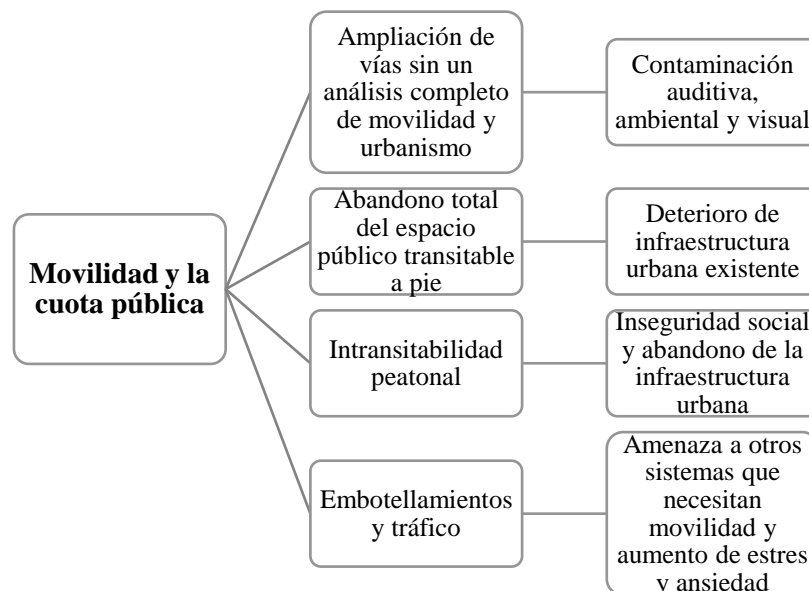 Movilidad y la
cuota pública
Ampliación de
vías sin un
análisis completo
de movilidad y
urbanismo
Contaminación
auditiva,
ambiental y visual
Abandono total
del espacio
público transitable
a pie
Deterioro de
infraestructura
urbana existente
Intransitabilidad
peatonal
Inseguridad social
y abandono de la
infraestructura
urbana
Embotellamientos
y tráfico
Amenaza a otros
sistemas que
necesitan
movilidad y
aumento de estres
y ansiedad